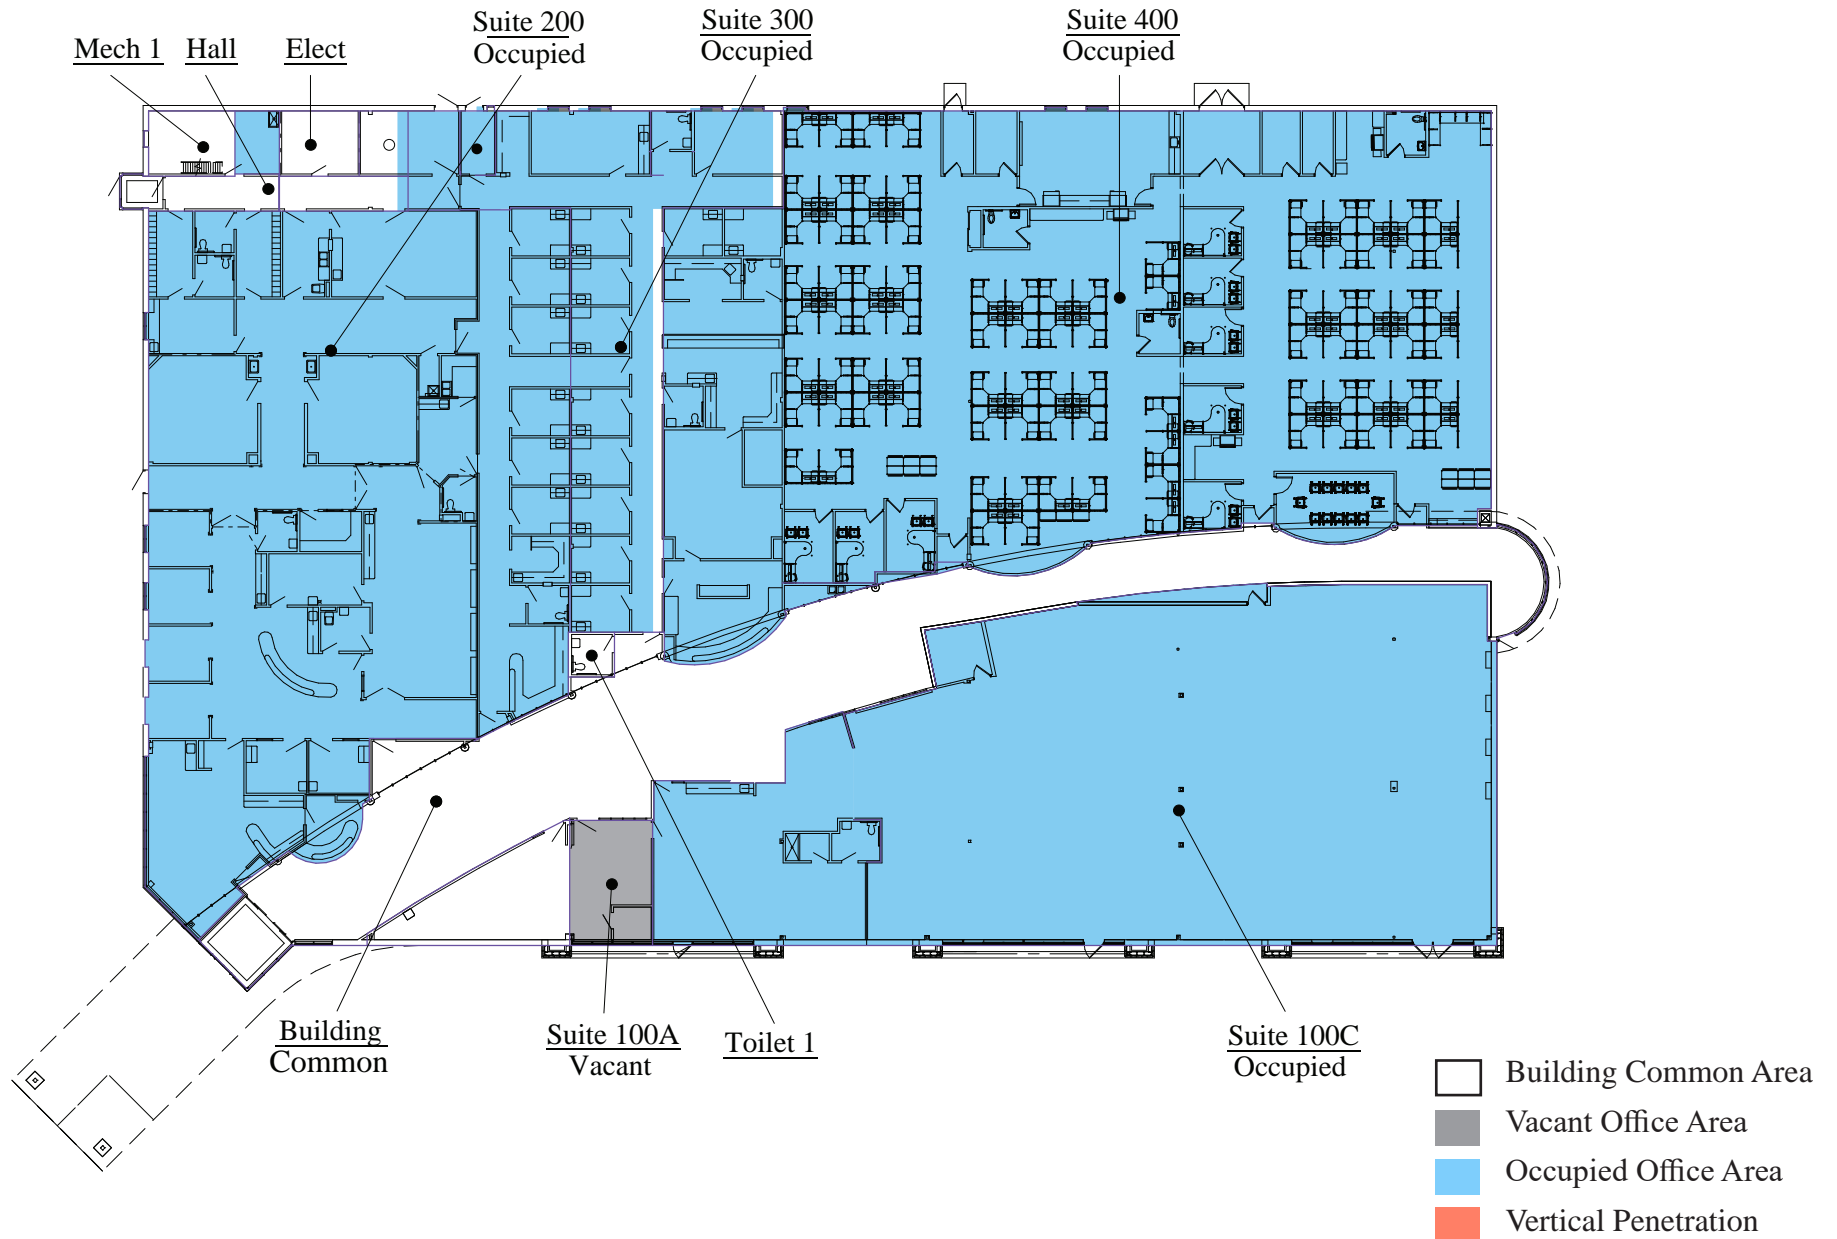 Mech 1
Hall
Elect
Suite 200
Occupied
Suite 300
Occupied
Suite 400
Occupied
Building
Common
Suite 100A
Vacant
Toilet 1
Suite 100C
Occupied
Building Common Area
Vacant Office Area
Occupied Office Area
Vertical Penetration